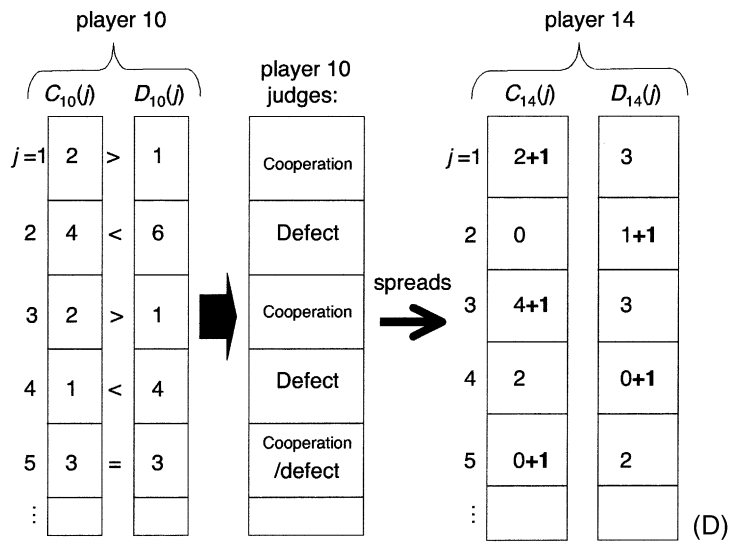 player 10
player 14
player 10
judges:
C10(j) D10(j)
C14(j) D14(j)
j=1 2 > 1
Cooperation
j=1 2+1 3
2 4 < 6
Defect
2 0 1+1
spreads
3 2 > 1
Cooperation
3 4+1 3
4 1 < 4
Defect
4 2 0+1
5 3 = 3
Cooperation
/defect
5 0+1 2
⋮
⋮
(D)